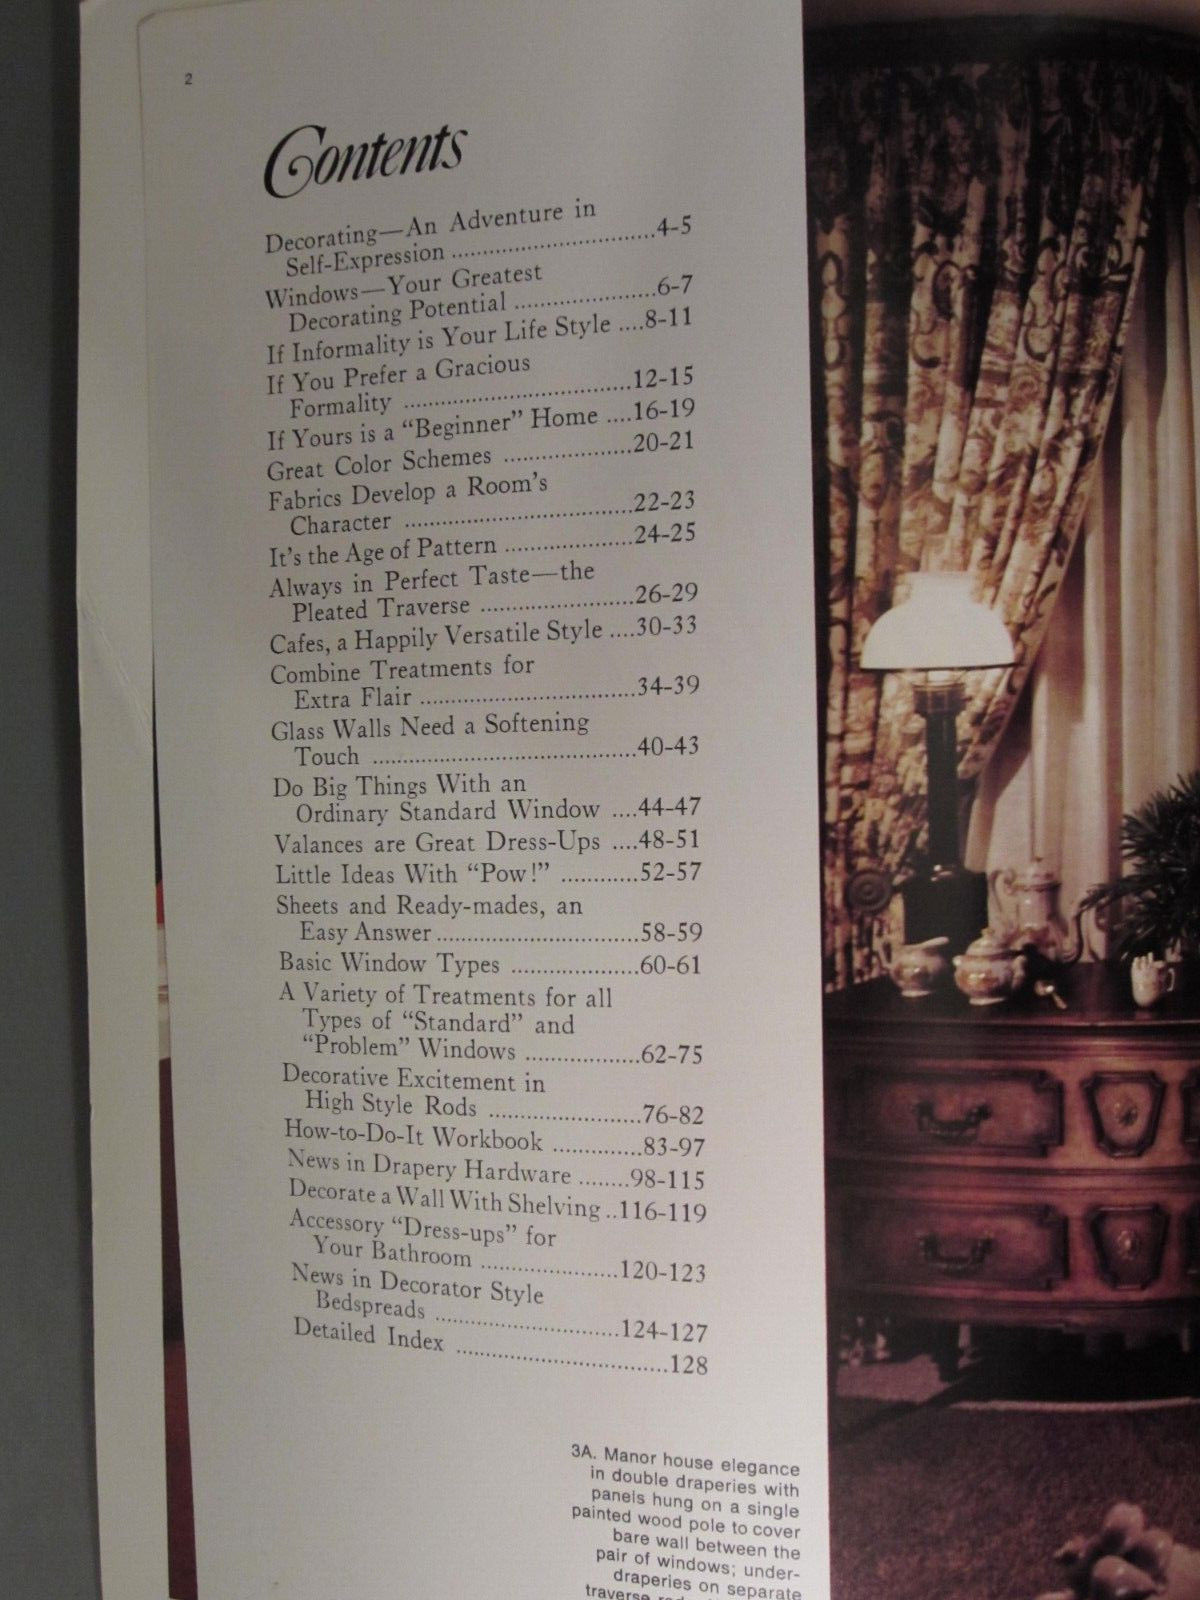 2
Contents
Decorating—An Adventure in
Self-Expression ..............................4-5
Windows—Your Greatest
Decorating Potential ......................6-7
If Informality is Your Life Style ....8-11
If You Prefer a Gracious
Formality ....................................12-15
If Yours is a “Beginner” Home ....16-19
Great Color Schemes ....................20-21
Fabrics Develop a Room’s
Character ....................................22-23
It’s the Age of Pattern ....................24-25
Always in Perfect Taste—the
Pleated Traverse ........................26-29
Cafes, a Happily Versatile Style ....30-33
Combine Treatments for
Extra Flair ..................................34-39
Glass Walls Need a Softening
Touch ..........................................40-43
Do Big Things With an
Ordinary Standard Window ....44-47
Valances are Great Dress-Ups ....48-51
Little Ideas With “Pow!” ............52-57
Sheets and Ready-mades, an
Easy Answer ................................58-59
Basic Window Types ....................60-61
A Variety of Treatments for all
Types of “Standard” and
“Problem” Windows ..................62-75
Decorative Excitement in
High Style Rods ........................76-82
How-to-Do-It Workbook ..............83-97
News in Drapery Hardware ........98-115
Decorate a Wall With Shelving ..116-119
Accessory “Dress-ups” for
Your Bathroom ......................120-123
News in Decorator Style
Bedspreads .............................124-127
Detailed Index .................................128
3A. Manor house elegance
in double draperies with
panels hung on a single
painted wood pole to cover
bare wall between the
pair of windows; under-
draperies on separate
traverse